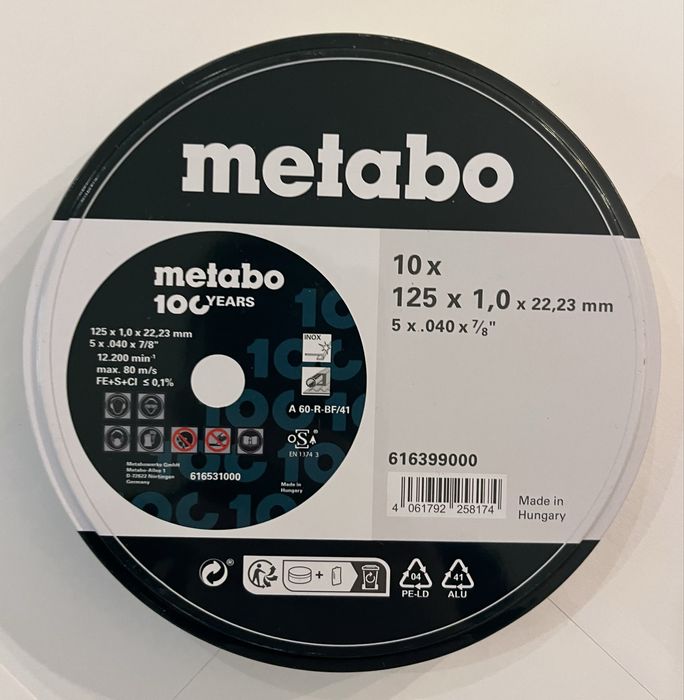 metabo
metabo
100 YEARS
125 x 1,0 x 22,23 mm
5 x .040 x 7/8"
12.200 min⁻¹
max. 80 m/s
FE+S+Cl ≤ 0,1%
INOX
A 60-R-BF/41
oSa
EN 12413
Metabowerke GmbH
Metabo-Allee 1
D-72622 Nürtingen
Germany
616531000
Made in
Hungary
10 x
125 x 1,0 x 22,23 mm
5 x .040 x 7/8"
616399000
4 061792 258174
Made in
Hungary
®
+
04
PE-LD
41
ALU